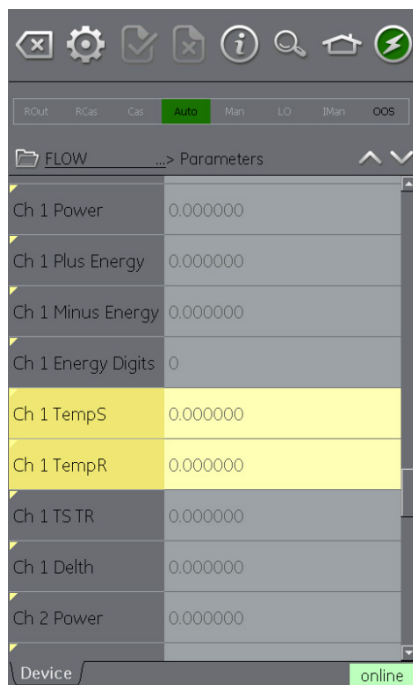 ROut RCas Cas Auto Man LO IMan OOS
FLOW ...> Parameters
Ch 1 Power 0.000000
Ch 1 Plus Energy 0.000000
Ch 1 Minus Energy 0.000000
Ch 1 Energy Digits 0
Ch 1 TempS 0.000000
Ch 1 TempR 0.000000
Ch 1 TS TR 0.000000
Ch 1 Delth 0.000000
Ch 2 Power 0.000000
Device online